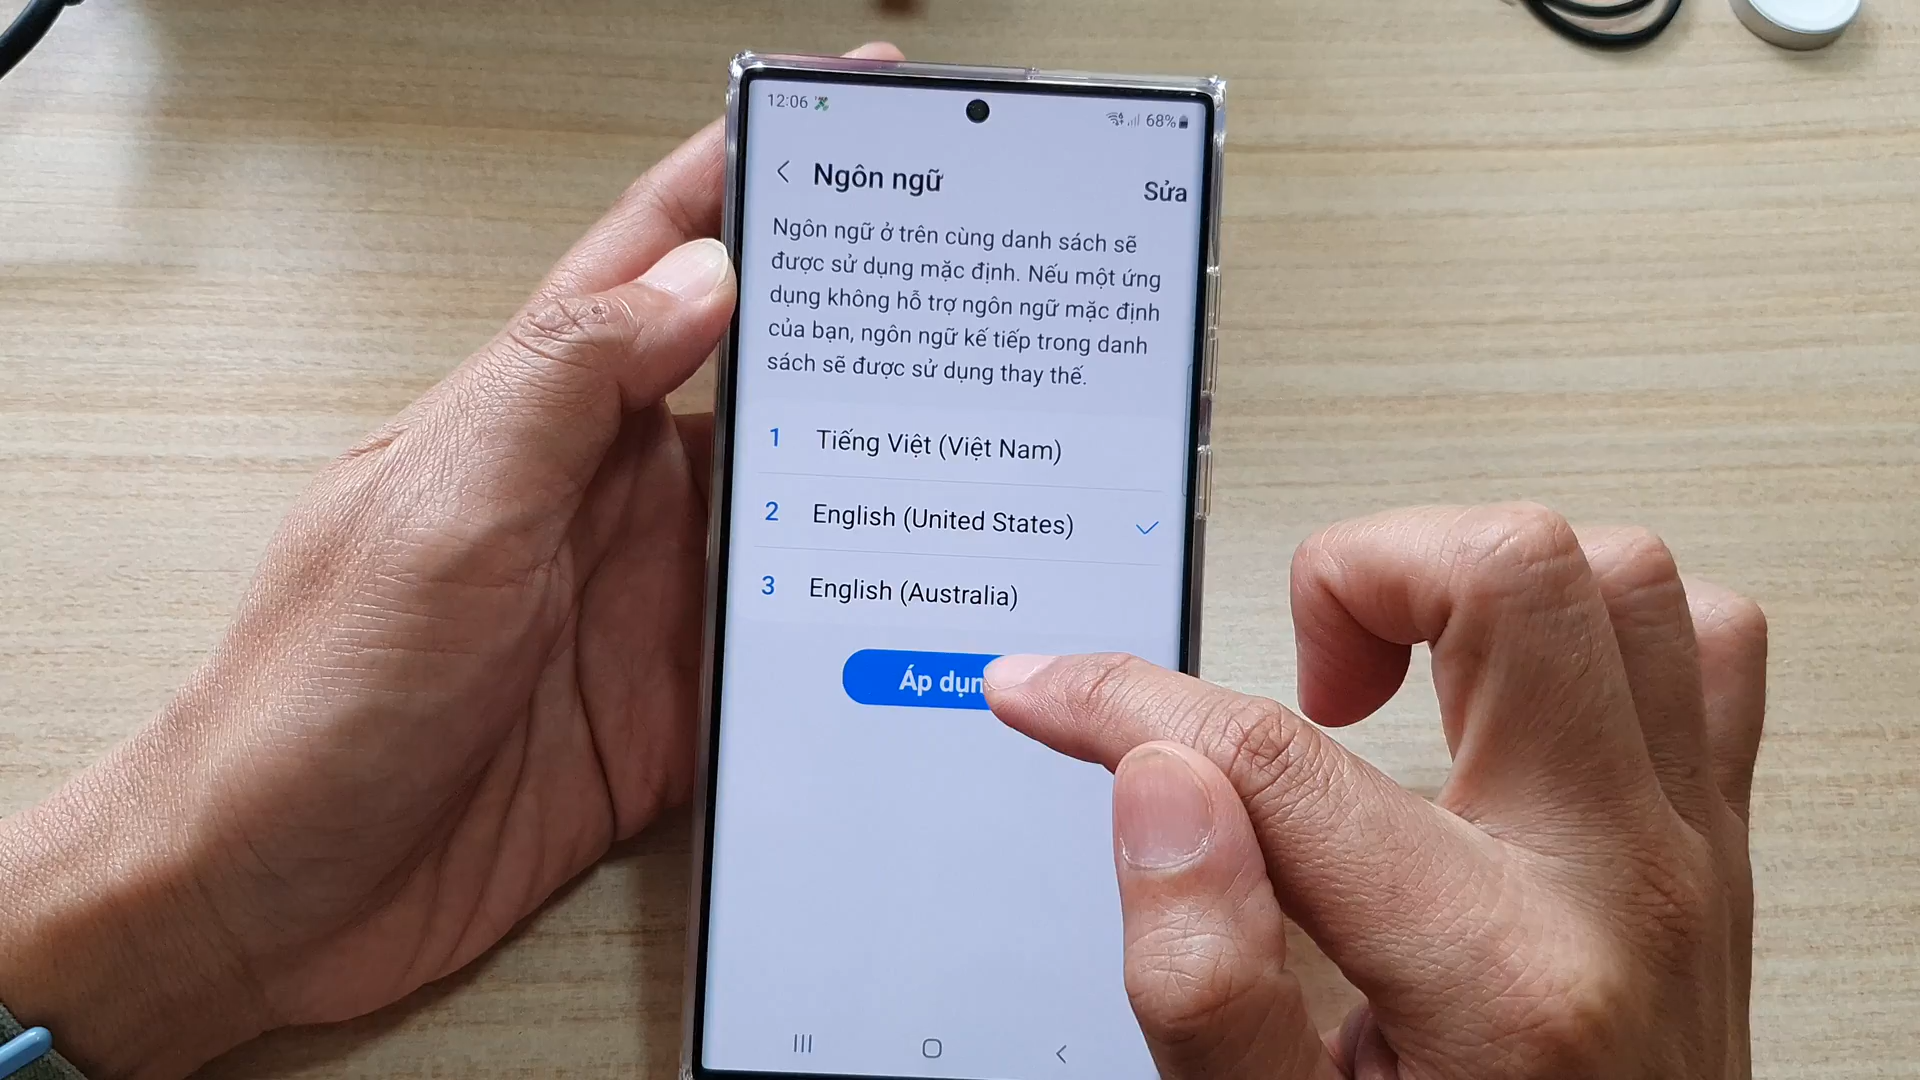 12:06
68%
Ngôn ngữ
Sửa
Ngôn ngữ ở trên cùng danh sách sẽ
được sử dụng mặc định. Nếu một ứng
dụng không hỗ trợ ngôn ngữ mặc định
của bạn, ngôn ngữ kế tiếp trong danh
sách sẽ được sử dụng thay thế.
1 Tiếng Việt (Việt Nam)
2 English (United States)
3 English (Australia)
Áp dụn